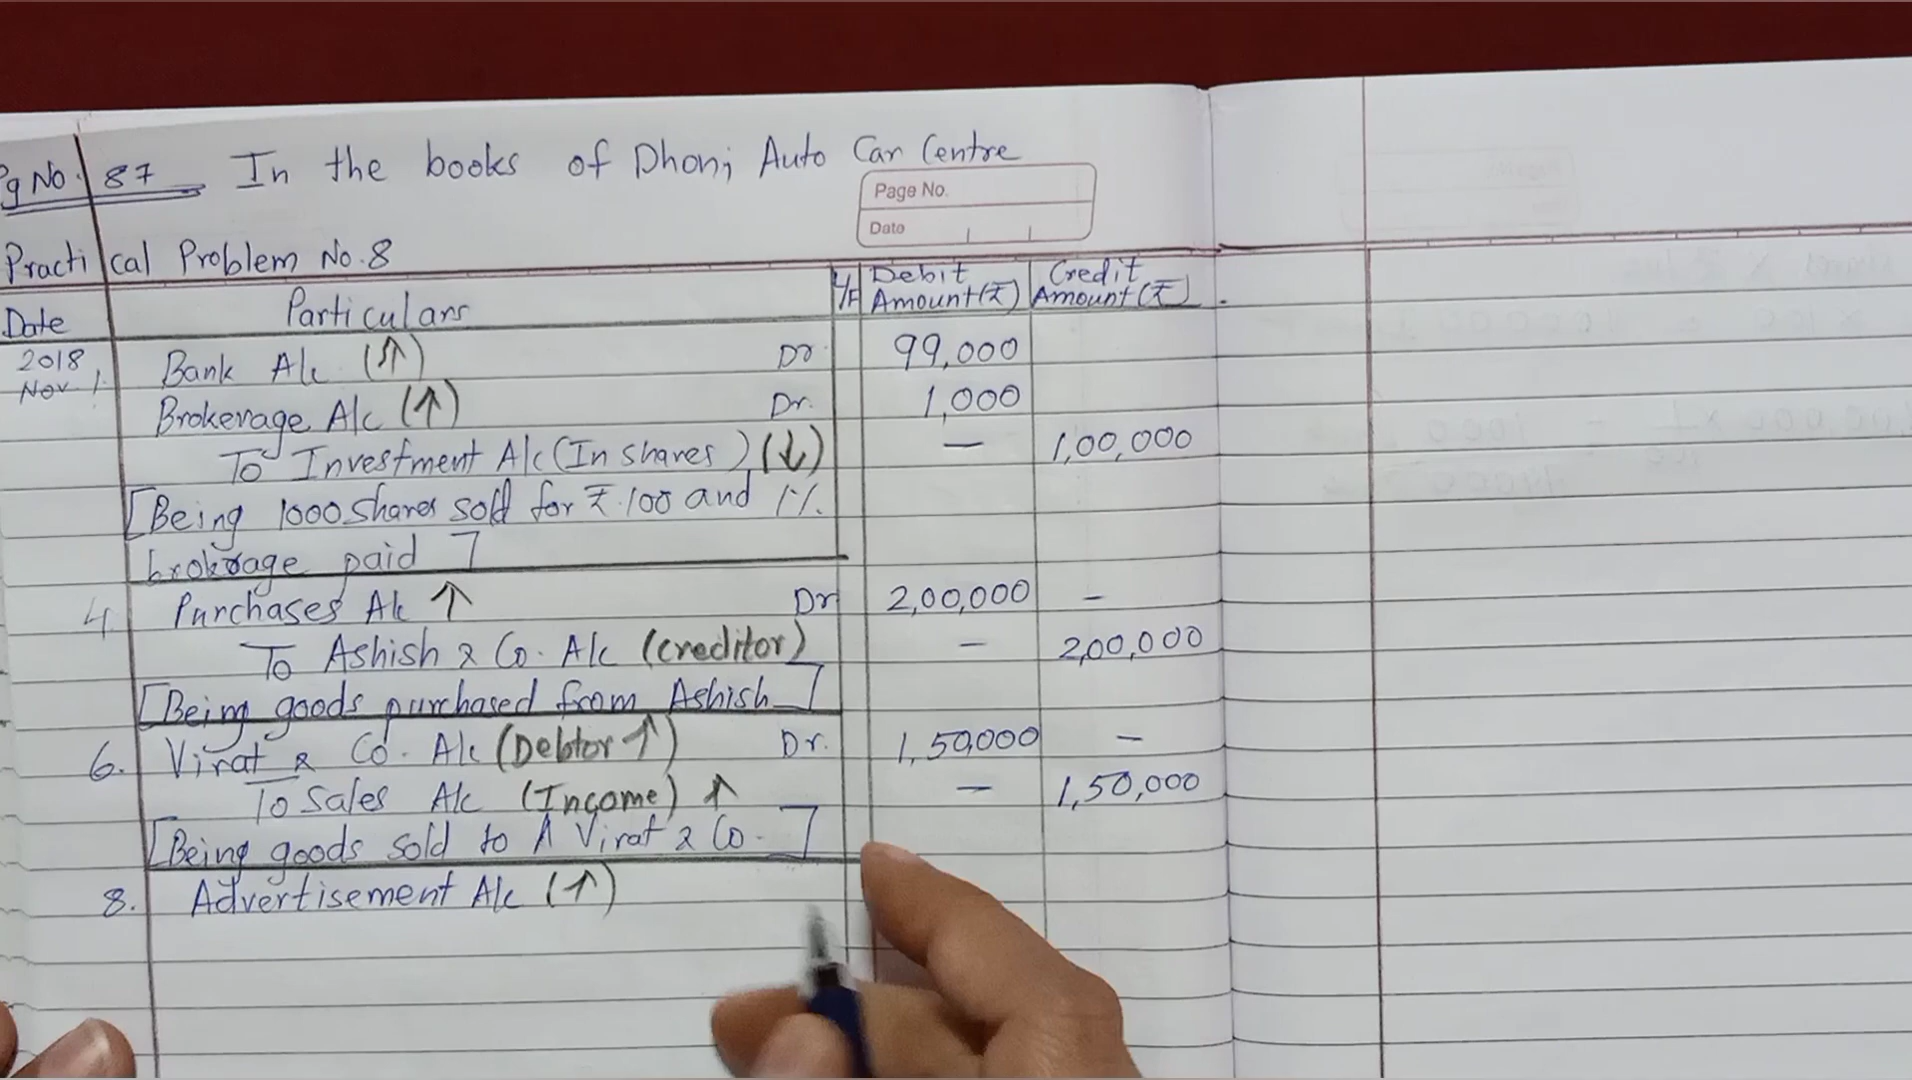 Pg No. 87 In the books of Dhoni Auto Car Centre
Page No.
Date
Practical Problem No. 8
Date Particulars L/F Debit Amount (₹) Credit Amount (₹)
2018
Nov 1 Bank A/c (↑) Dr 99,000
Brokerage A/c (↑) Dr. 1,000
To Investment A/c (In shares) (↓) — 1,00,000
[Being 1000 shares sold for ₹.100 and 1%.
brokrage paid]
4. Purchases A/c ↑ Dr 2,00,000 –
To Ashish & Co. A/c (creditor) — 2,00,000
[Being goods purchased from Ashish]
6. Virat & Co. A/c (Debtor ↑) Dr. 1,50,000 –
To Sales A/c (Income) ↑ — 1,50,000
[Being goods sold to A Virat & Co.]
8. Advertisement A/c (↑)